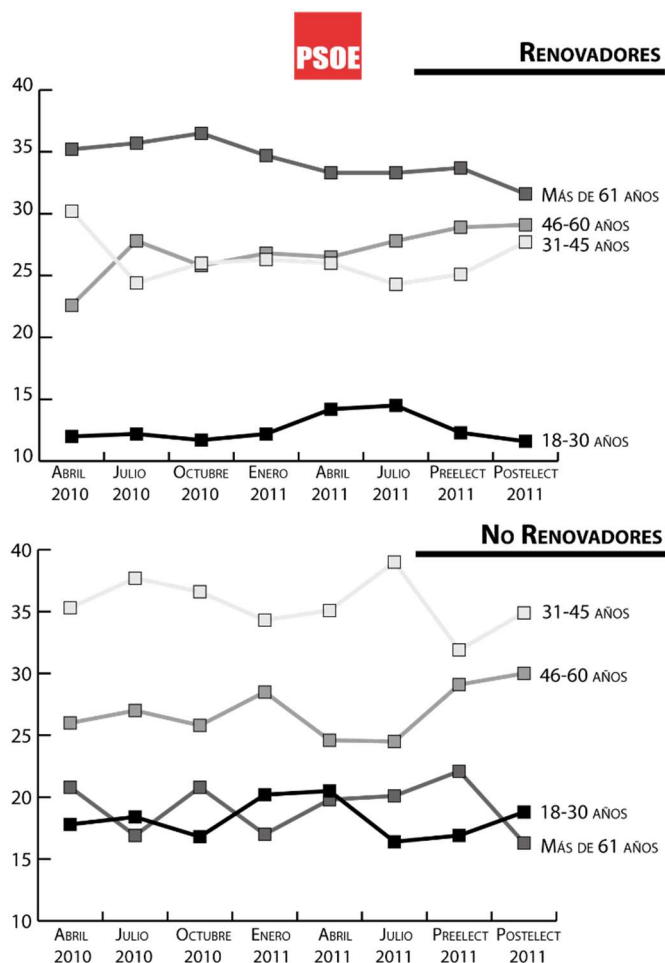 PSOE
RENOVADORES
40
35
30
25
20
15
10
MÁS DE 61 AÑOS
46-60 AÑOS
31-45 AÑOS
18-30 AÑOS
ABRIL 2010
JULIO 2010
OCTUBRE 2010
ENERO 2011
ABRIL 2011
JULIO 2011
PREELECT 2011
POSTELECT 2011
NO RENOVADORES
40
35
30
25
20
15
10
31-45 AÑOS
46-60 AÑOS
18-30 AÑOS
MÁS DE 61 AÑOS
ABRIL 2010
JULIO 2010
OCTUBRE 2010
ENERO 2011
ABRIL 2011
JULIO 2011
PREELECT 2011
POSTELECT 2011